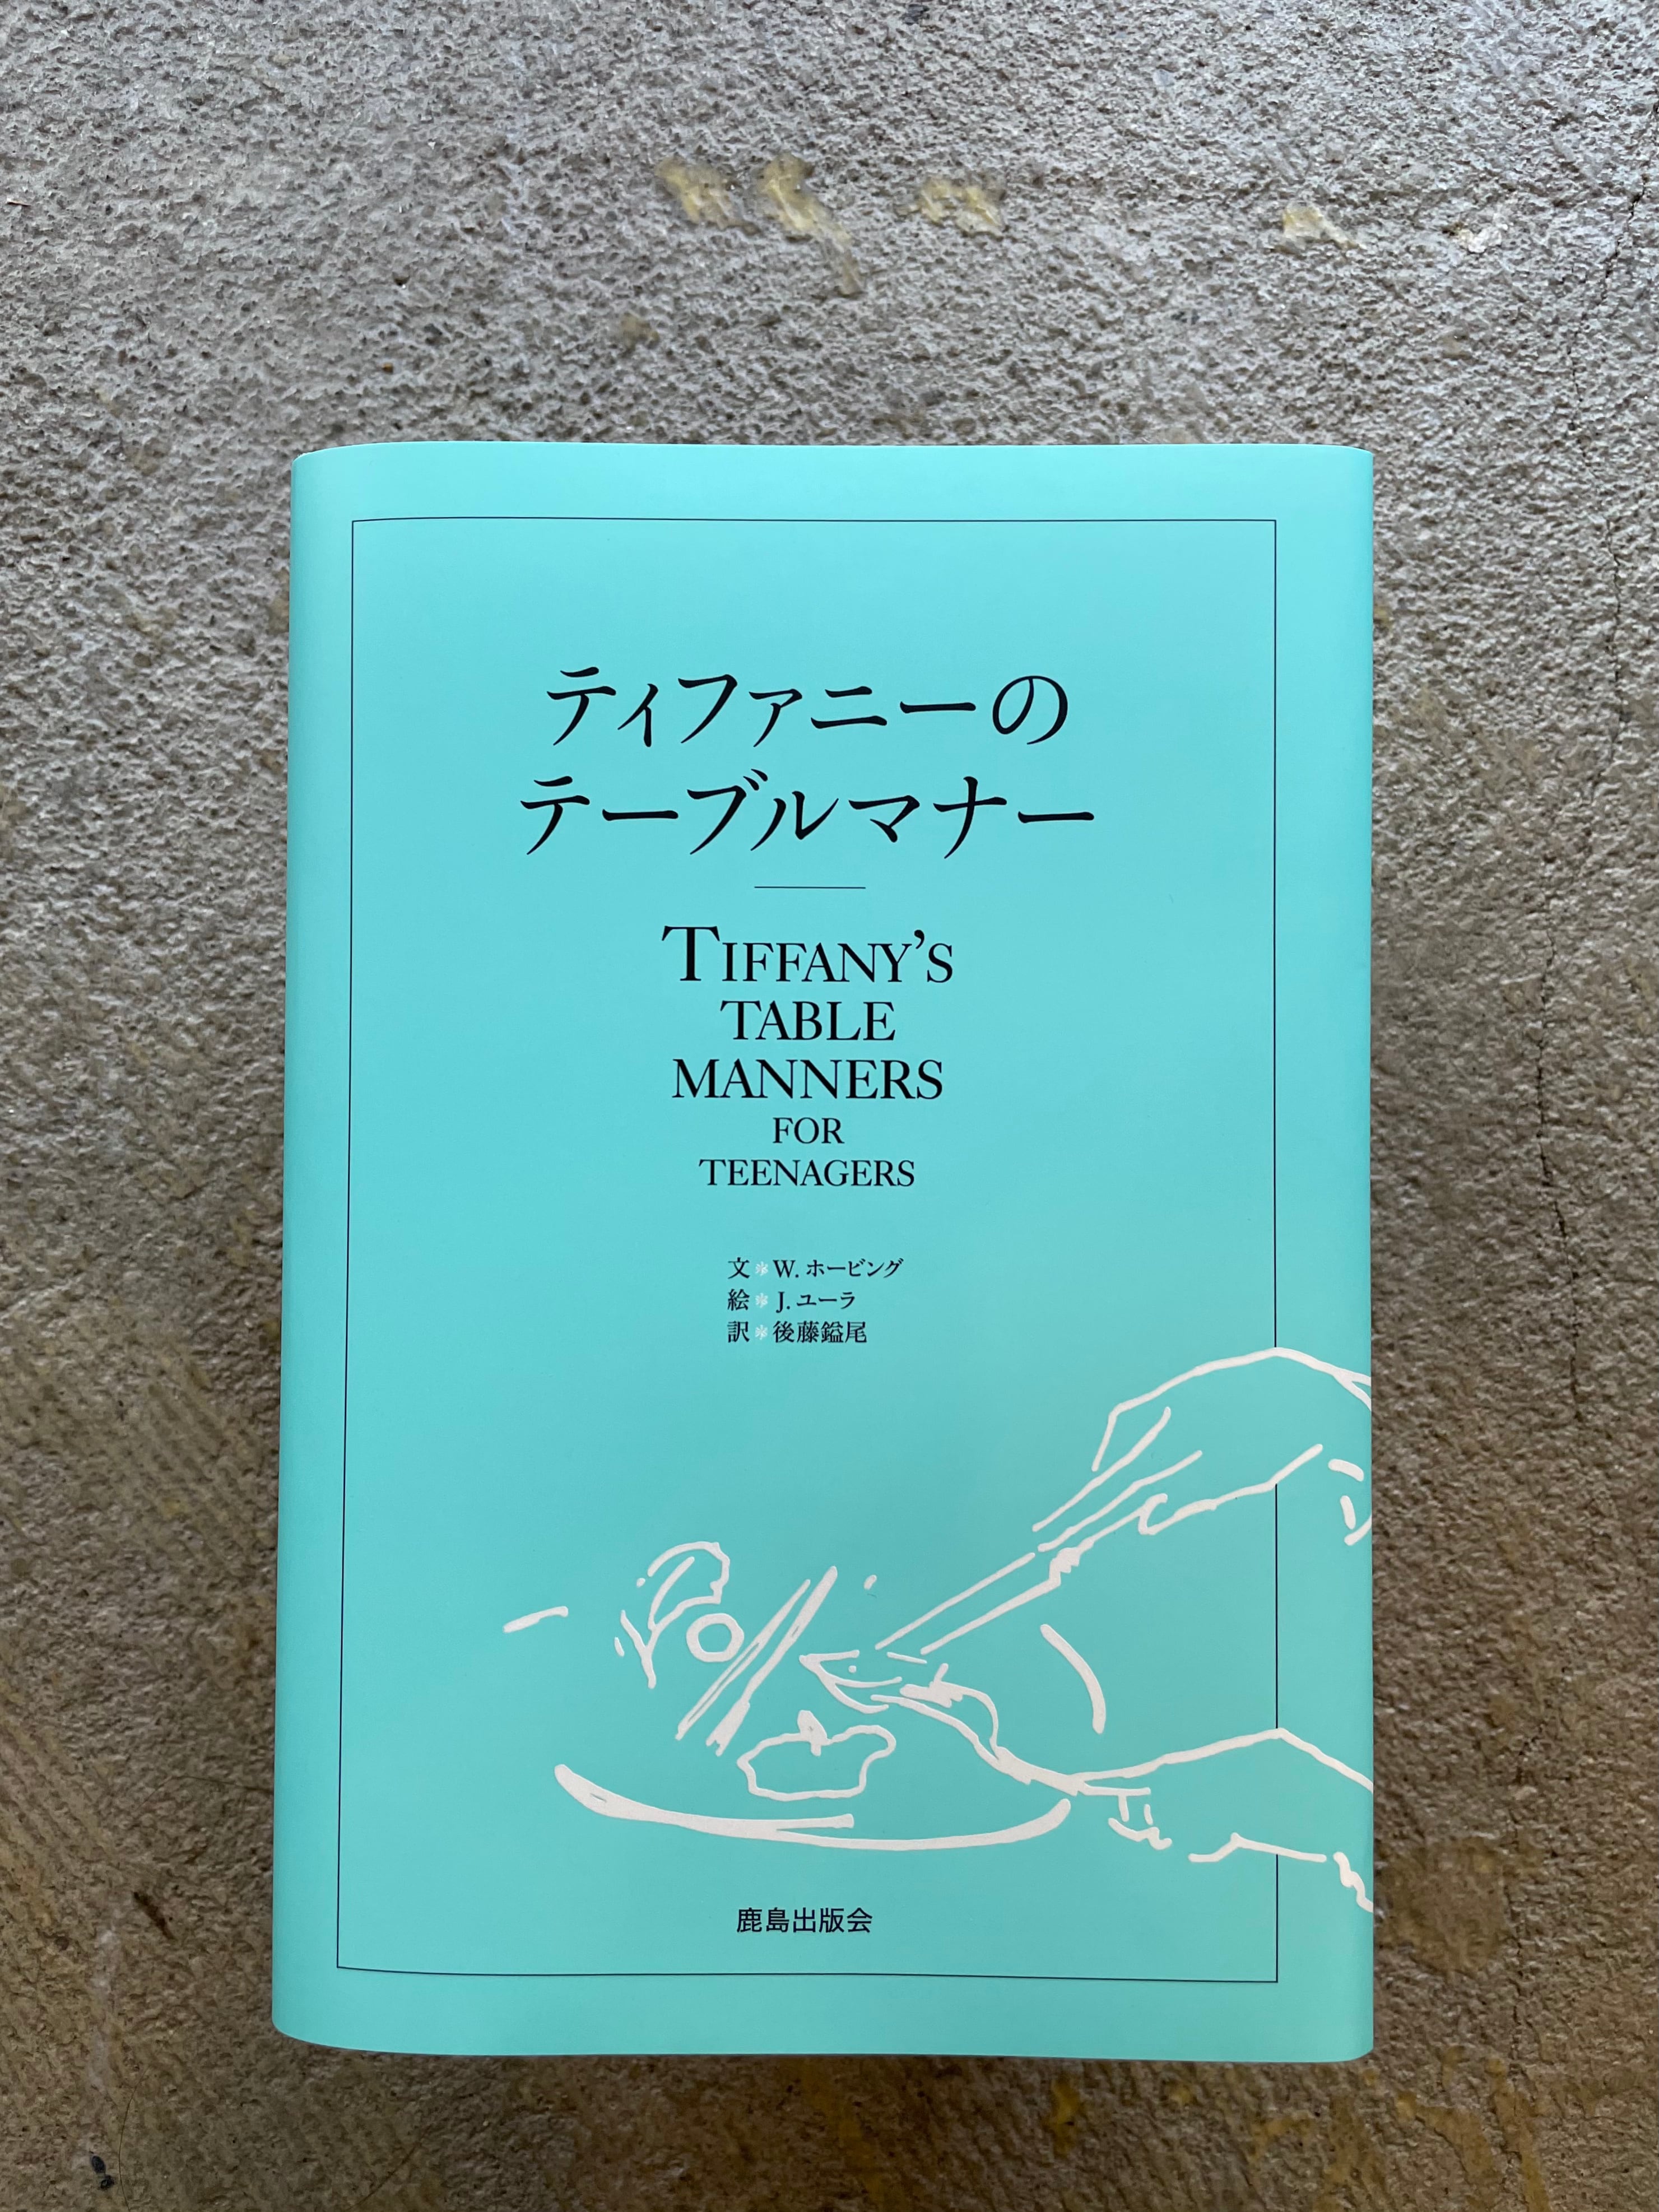 ティファニーの
テーブルマナー
TIFFANY'S
TABLE
MANNERS
FOR
TEENAGERS
文＊W. ホービング
絵＊J. ユーラ
訳＊後藤鎰尾
鹿島出版会